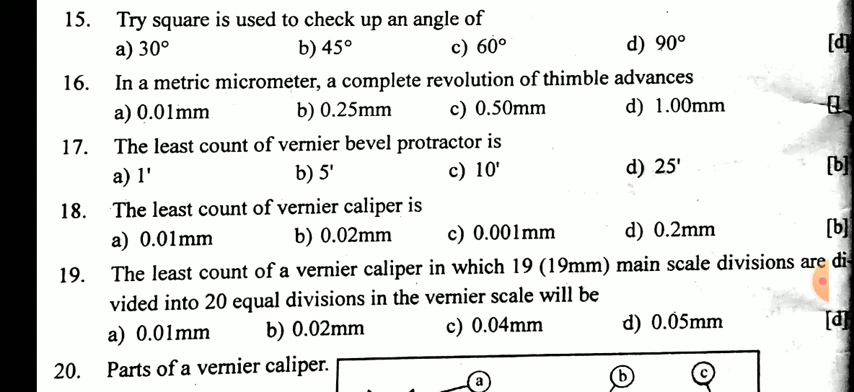 15. Try square is used to check up an angle of
a) 30° b) 45° c) 60° d) 90° [d]
16. In a metric micrometer, a complete revolution of thimble advances
a) 0.01mm b) 0.25mm c) 0.50mm d) 1.00mm
17. The least count of vernier bevel protractor is
a) 1' b) 5' c) 10' d) 25' [b]
18. The least count of vernier caliper is
a) 0.01mm b) 0.02mm c) 0.001mm d) 0.2mm [b]
19. The least count of a vernier caliper in which 19 (19mm) main scale divisions are di-
vided into 20 equal divisions in the vernier scale will be
a) 0.01mm b) 0.02mm c) 0.04mm d) 0.05mm [d]
20. Parts of a vernier caliper.
a b c